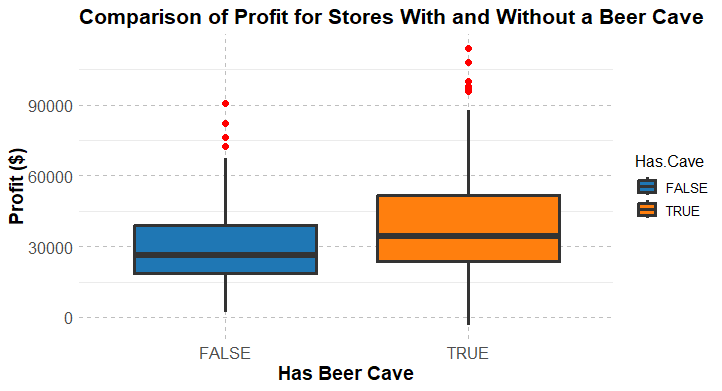 Comparison of Profit for Stores With and Without a Beer Cave
Profit ($)
90000
60000
30000
0
FALSE
TRUE
Has Beer Cave
Has.Cave
FALSE
TRUE